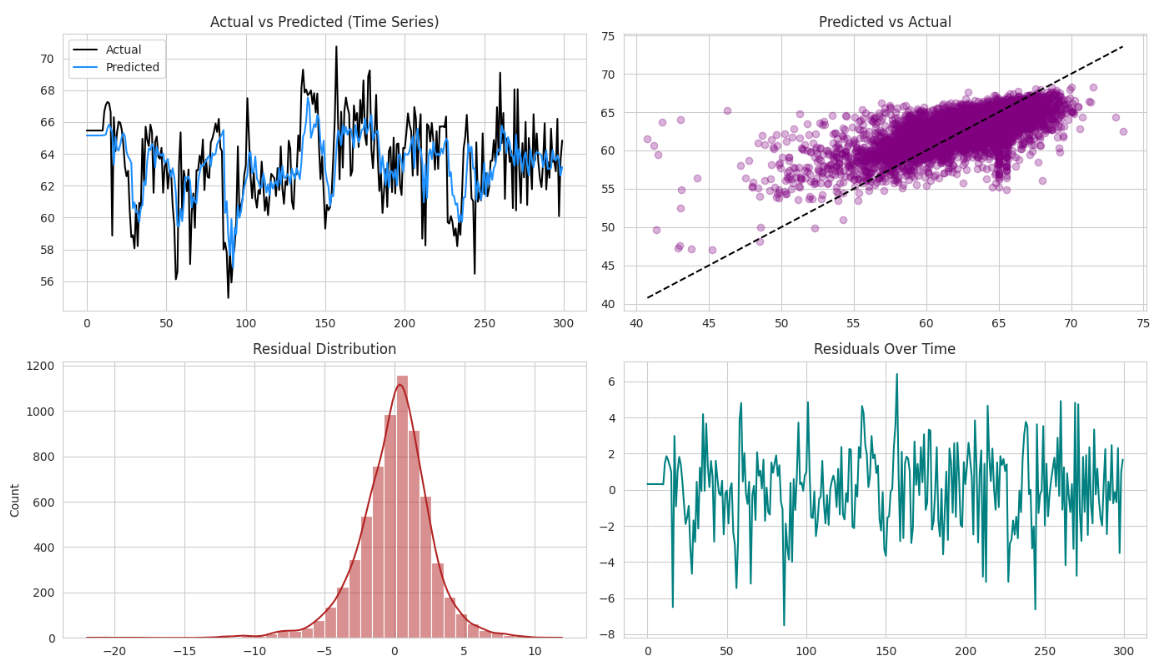 Actual vs Predicted (Time Series)
Actual
Predicted
70
68
66
64
62
60
58
56
0 50 100 150 200 250 300
Predicted vs Actual
75
70
65
60
55
50
45
40
40 45 50 55 60 65 70 75
Residual Distribution
Count
1200
1000
800
600
400
200
0
−20 −15 −10 −5 0 5 10
Residuals Over Time
6
4
2
0
−2
−4
−6
−8
0 50 100 150 200 250 300